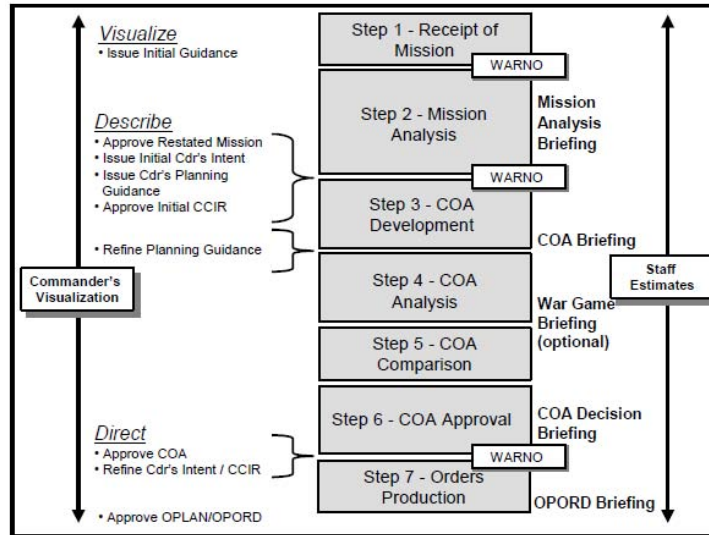 Visualize
• Issue Initial Guidance
Describe
• Approve Restated Mission
• Issue Initial Cdr's Intent
• Issue Cdr's Planning
Guidance
• Approve Initial CCIR
• Refine Planning Guidance
Commander's
Visualization
Direct
• Approve COA
• Refine Cdr's Intent / CCIR
• Approve OPLAN/OPORD
Step 1 - Receipt of
Mission
WARNO
Step 2 - Mission
Analysis
WARNO
Step 3 - COA
Development
Step 4 - COA
Analysis
Step 5 - COA
Comparison
Step 6 - COA Approval
WARNO
Step 7 - Orders
Production
Mission
Analysis
Briefing
COA Briefing
War Game
Briefing
(optional)
COA Decision
Briefing
OPORD Briefing
Staff
Estimates